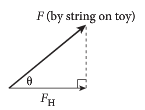 F (by string on toy)
θ
F_H